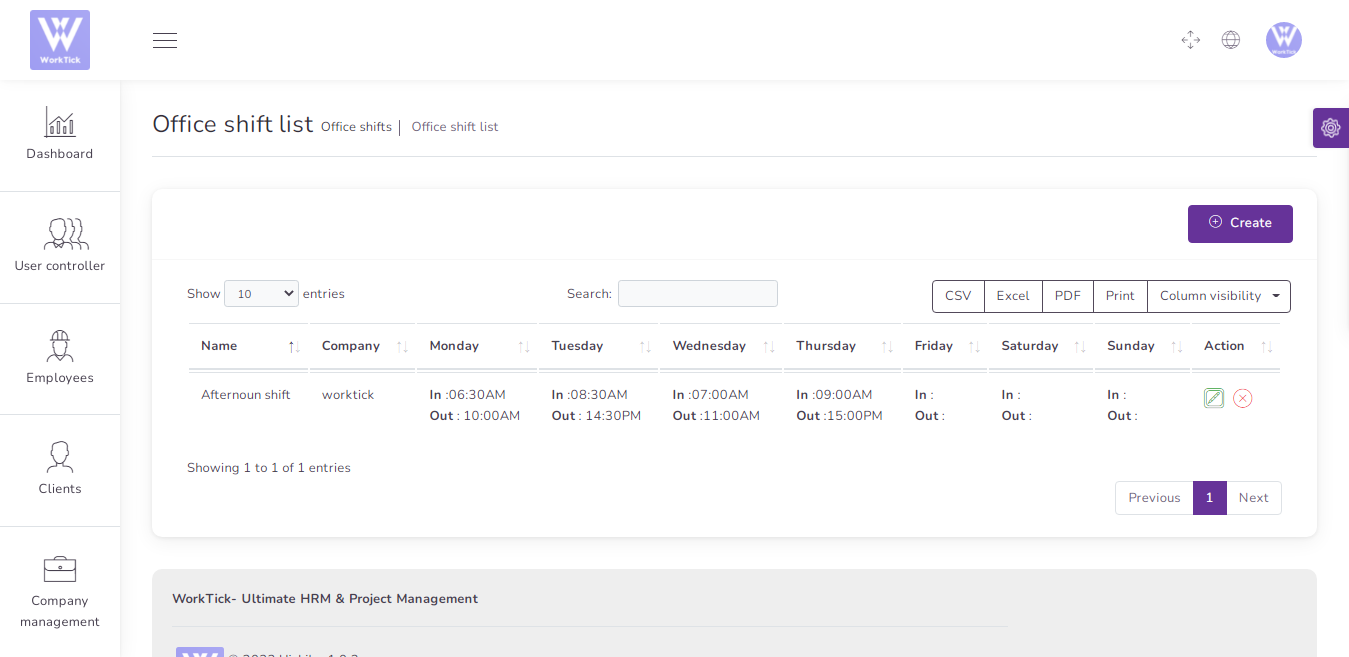 WorkTick
WorkTick
Office shift list Office shifts Office shift list
Create
Show 10 entries Search: CSV Excel PDF Print Column visibility
Name Company Monday Tuesday Wednesday Thursday Friday Saturday Sunday Action
Afternoun shift worktick In :06:30AM In :08:30AM In :07:00AM In :09:00AM In : In : In :
Out : 10:00AM Out : 14:30PM Out :11:00AM Out :15:00PM Out : Out : Out :
Showing 1 to 1 of 1 entries
Previous 1 Next
Dashboard
User controller
Employees
Clients
Company
management
WorkTick- Ultimate HRM & Project Management